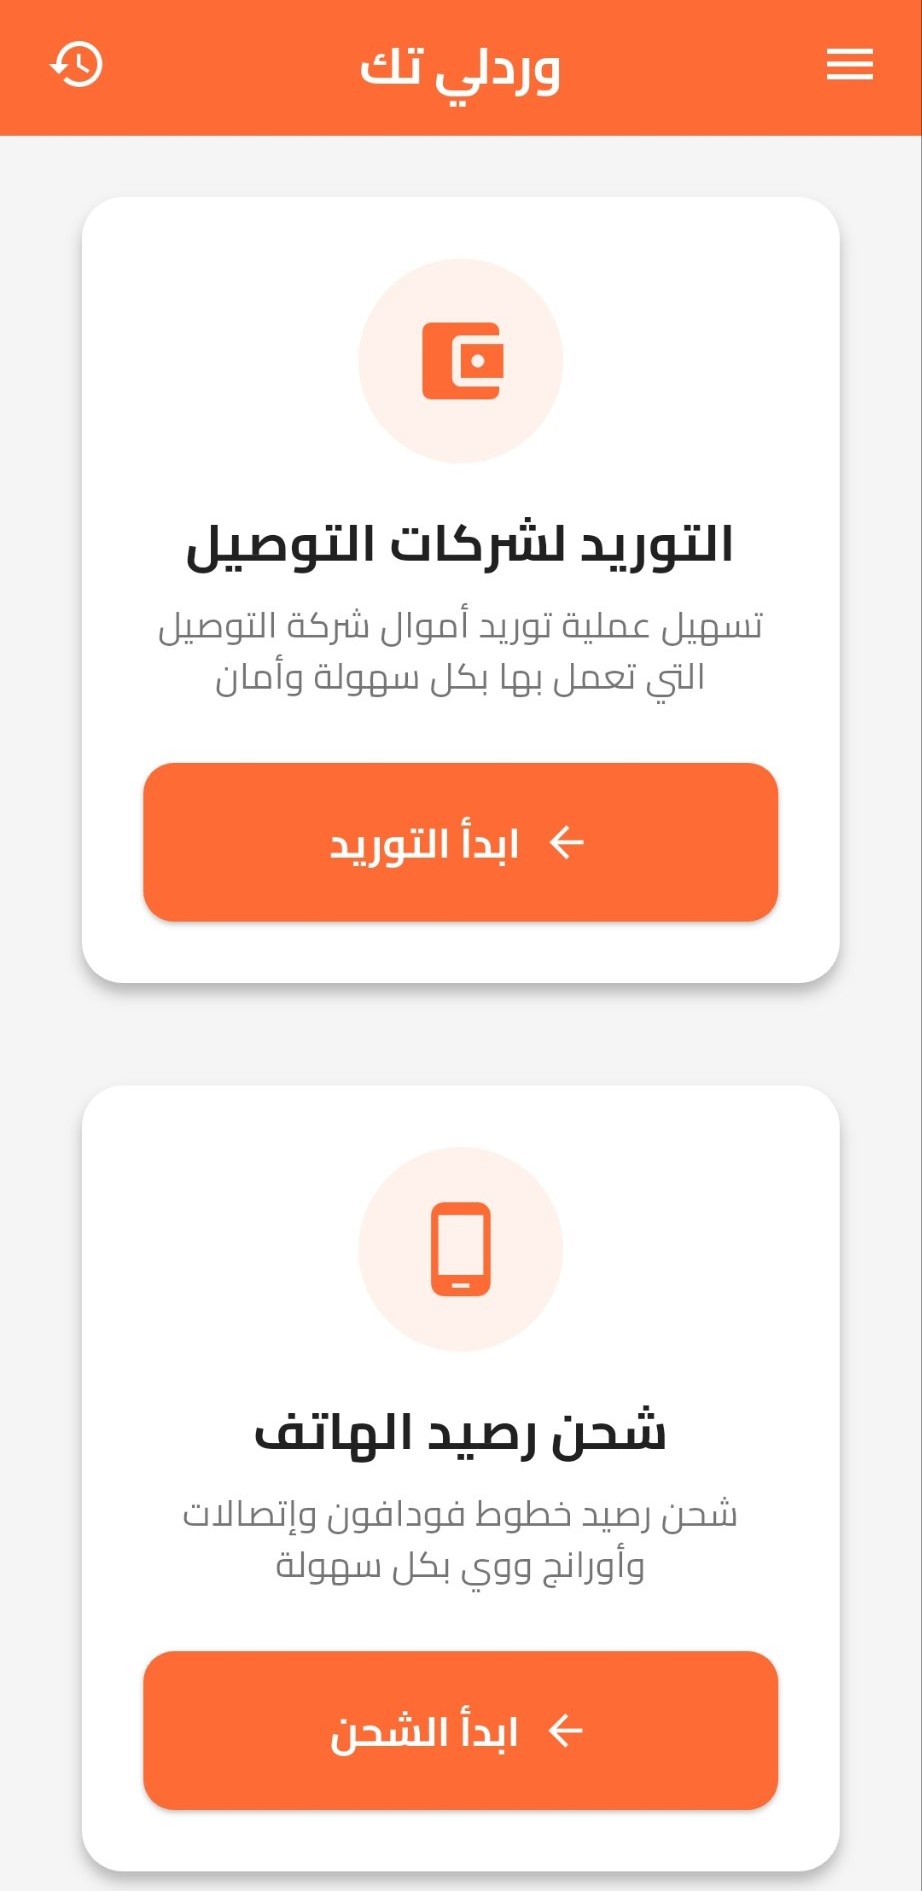 وردلي تك
التوريد لشركات التوصيل
تسهيل عملية توريد أموال شركة التوصيل
التي تعمل بها بكل سهولة وأمان
ابدأ التوريد
شحن رصيد الهاتف
شحن رصيد خطوط فودافون وإتصالات
وأورانج ووي بكل سهولة
ابدأ الشحن